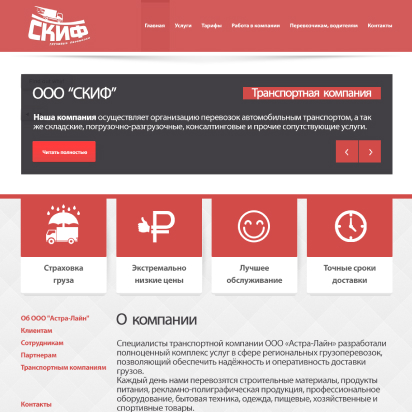 СКИФ
Главная
Услуги
Тарифы
Работа в компании
Перевозчикам, водителям
Контакты
ООО "СКИФ"
Транспортная компания
Наша компания осуществляет организацию перевозок автомобильным транспортом, а так
же складские, погрузочно-разгрузочные, консалтинговые и прочие сопутствующие услуги.
Читать полностью
Страховка
груза
Экстремально
низкие цены
Лучшее
обслуживание
Точные сроки
доставки
Об ООО "Астра-Лайн"
Клиентам
Сотрудникам
Партнерам
Транспортным компаниям
Контакты
О компании
Специалисты транспортной компании ООО «Астра-Лайн» разработали
полноценный комплекс услуг в сфере региональных грузоперевозок,
позволяющий обеспечить надёжность и оперативность доставки
грузов.
Каждый день нами перевозятся строительные материалы, продукты
питания, рекламно-полиграфическая продукция, профессиональное
оборудование, бытовая техника, одежда, пищевые, хозяйственные и
спортивные товары.